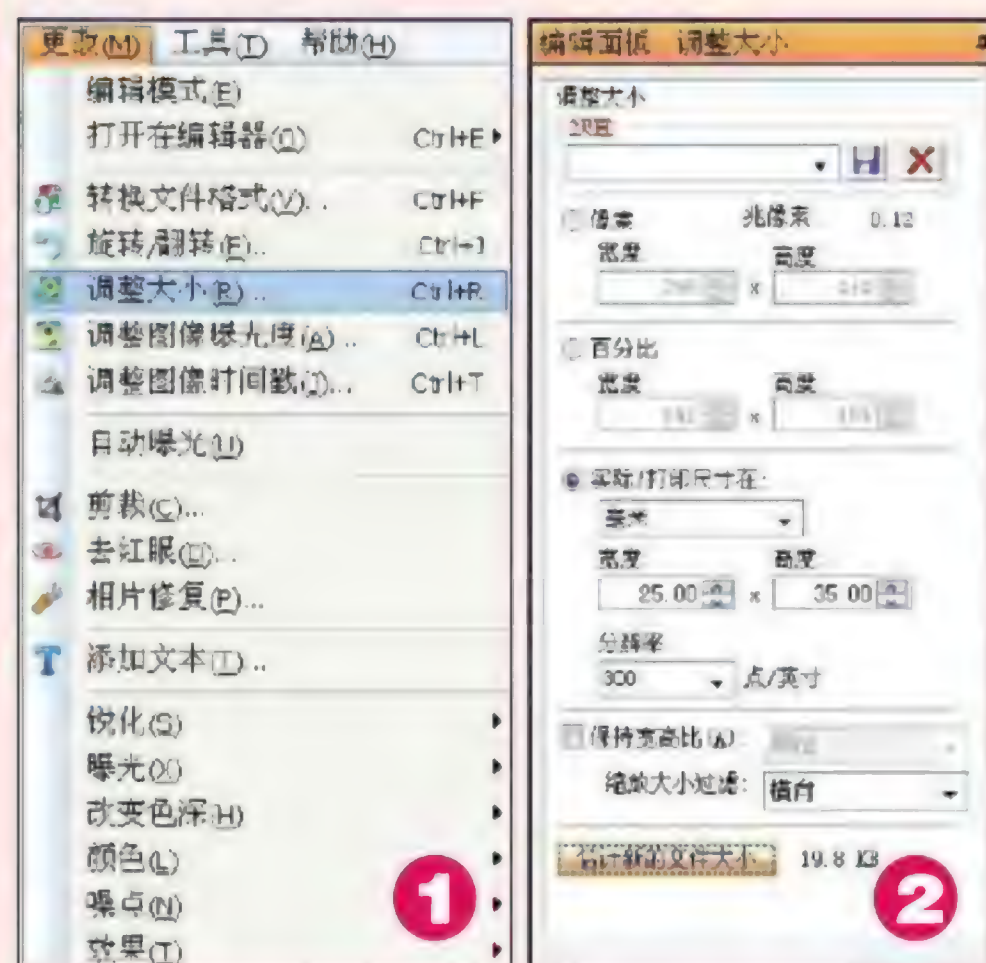 更改(M) 工具(T) 帮助(H)
编辑模式(E)
打开在编辑器(O) Ctrl+E
转换文件格式(V)... Ctrl+F
旋转/翻转(F)... Ctrl+J
调整大小(R)... Ctrl+R
调整图像曝光度(A)... Ctrl+L
调整图像时间戳(J)... Ctrl+T
自动曝光(U)
剪裁(C)...
去红眼(D)...
相片修复(P)...
添加文本(T)...
锐化(S)
曝光(X)
改变色深(H)
颜色(L)
噪点(N)
效果(T)
1
编辑面板 调整大小
调整大小
像素 兆像素 0.12
宽度 高度
x
百分比
宽度 高度
x
实际/打印尺寸在:
毫米
宽度 高度
25.00 x 35.00
分辨率
300 点/英寸
保持宽高比(A)
缩放大小过滤: 横向
估计新的文件大小 19.8 KB
2